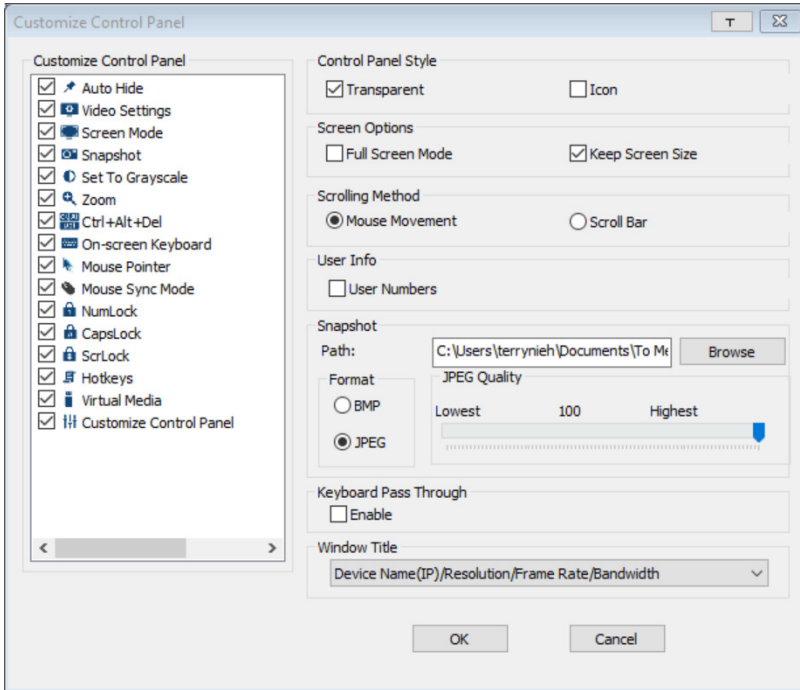 Customize Control Panel
Customize Control Panel
Auto Hide
Video Settings
Screen Mode
Snapshot
Set To Grayscale
Zoom
Ctrl+Alt+Del
On-screen Keyboard
Mouse Pointer
Mouse Sync Mode
NumLock
CapsLock
ScrLock
Hotkeys
Virtual Media
Customize Control Panel
Control Panel Style
Transparent Icon
Screen Options
Full Screen Mode Keep Screen Size
Scrolling Method
Mouse Movement Scroll Bar
User Info
User Numbers
Snapshot
Path: C:\Users\terrynieh\Documents\To Me Browse
Format
BMP
JPEG
JPEG Quality
Lowest 100 Highest
Keyboard Pass Through
Enable
Window Title
Device Name(IP)/Resolution/Frame Rate/Bandwidth
OK Cancel